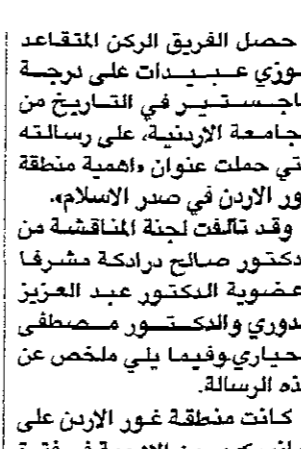 حصل الفريق الركن المتقاعد
وزي عبيدات على درجة
اجستير في التاريخ من
جامعة الاردنية، على رسالته
تي حملت عنوان «اهمية منطقة
ور الاردن في صدر الاسلام».
وقد تالفت لجنة المناقشة من
دكتور صالح درادكة مشرفا
عضوية الدكتور عبد العزيز
دوري والدكتور مصطفى
حياري.وفيما يلي ملخص عن
ذه الرسالة.
كانت منطقة غور الاردن على